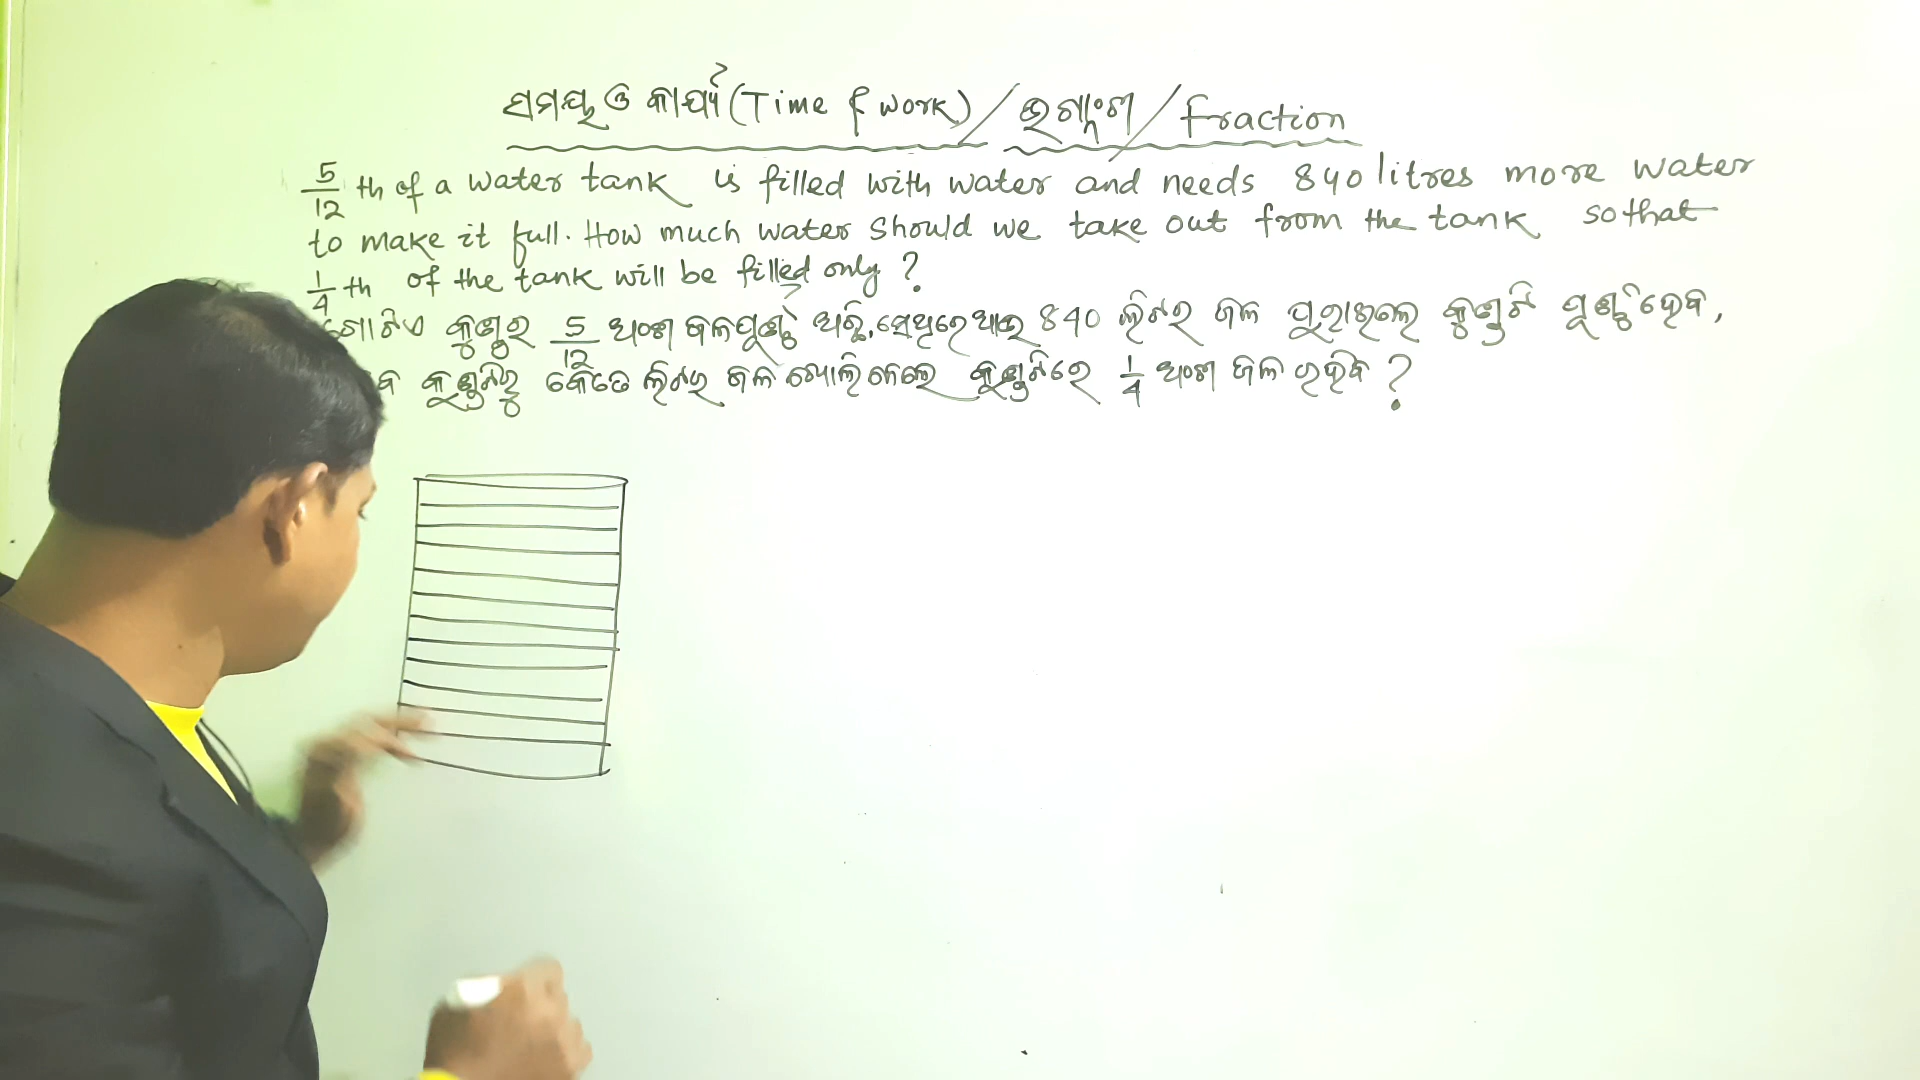 ସମୟ ଓ କାର୍ଯ୍ୟ (Time & work) / ଭଗ୍ନାଂଶ / Fraction
5/12 th of a water tank is filled with water and needs 840 litres more water
to make it full. How much water should we take out from the tank so that
1/4 th of the tank will be filled only ?
ଗୋଟିଏ କୁଣ୍ଡର 5/12 ଅଂଶ ଜଳପୂର୍ଣ୍ଣ ଅଛି, ସେଥିରେ ଆଉ 840 ଲିଟର ଜଳ ପୁରାଇଲେ କୁଣ୍ଡଟି ପୂର୍ଣ୍ଣ ହେବ,
କୁଣ୍ଡଟିରୁ କେତେ ଲିଟର ଜଳ ଖୋଲିଦେଲେ କୁଣ୍ଡଟିରେ 1/4 ଅଂଶ ଜଳ ରହିବ ?